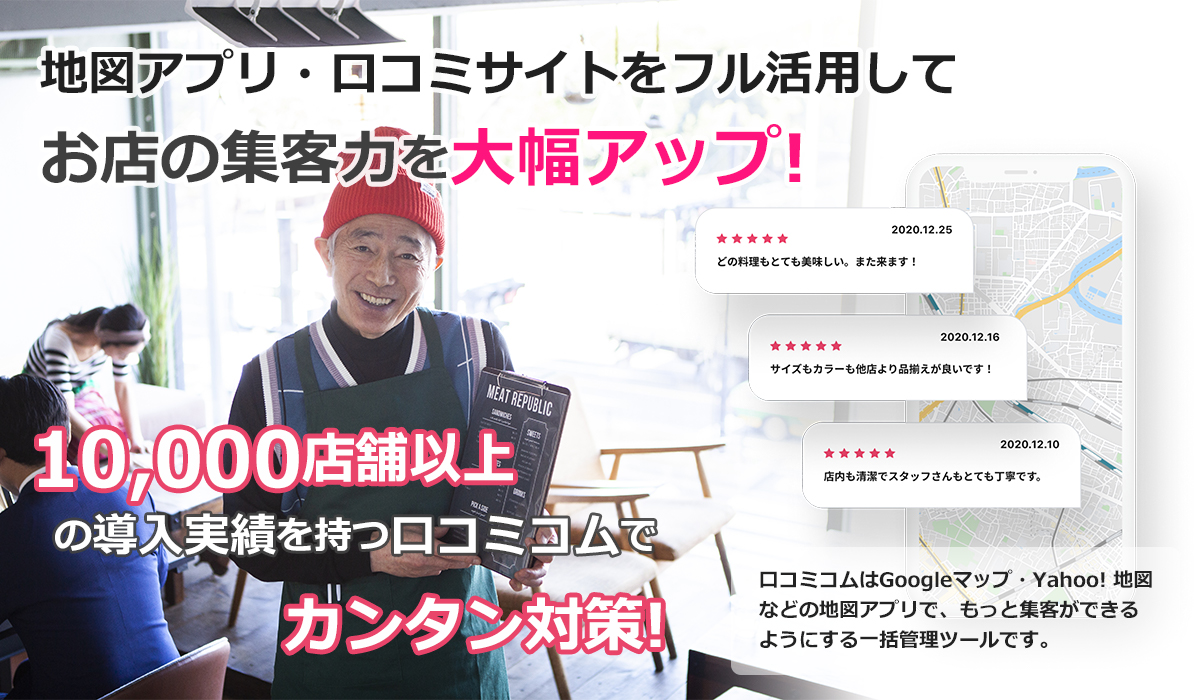 地図アプリ・口コミサイトをフル活用して
お店の集客力を大幅アップ!
2020.12.25
★★★★★
どの料理もとても美味しい。また来ます！
2020.12.16
★★★★★
サイズもカラーも他店より品揃えが良いです！
2020.12.10
★★★★★
店内も清潔でスタッフさんもとても丁寧です。
MEAT REPUBLIC
SANDWICHES
SWEETS
DRINKS
PICK A SIDE
10,000店舗以上
の導入実績を持つ口コミコムで
カンタン対策!
口コミコムはGoogleマップ・Yahoo! 地図
などの地図アプリで、もっと集客ができる
ようにする一括管理ツールです。